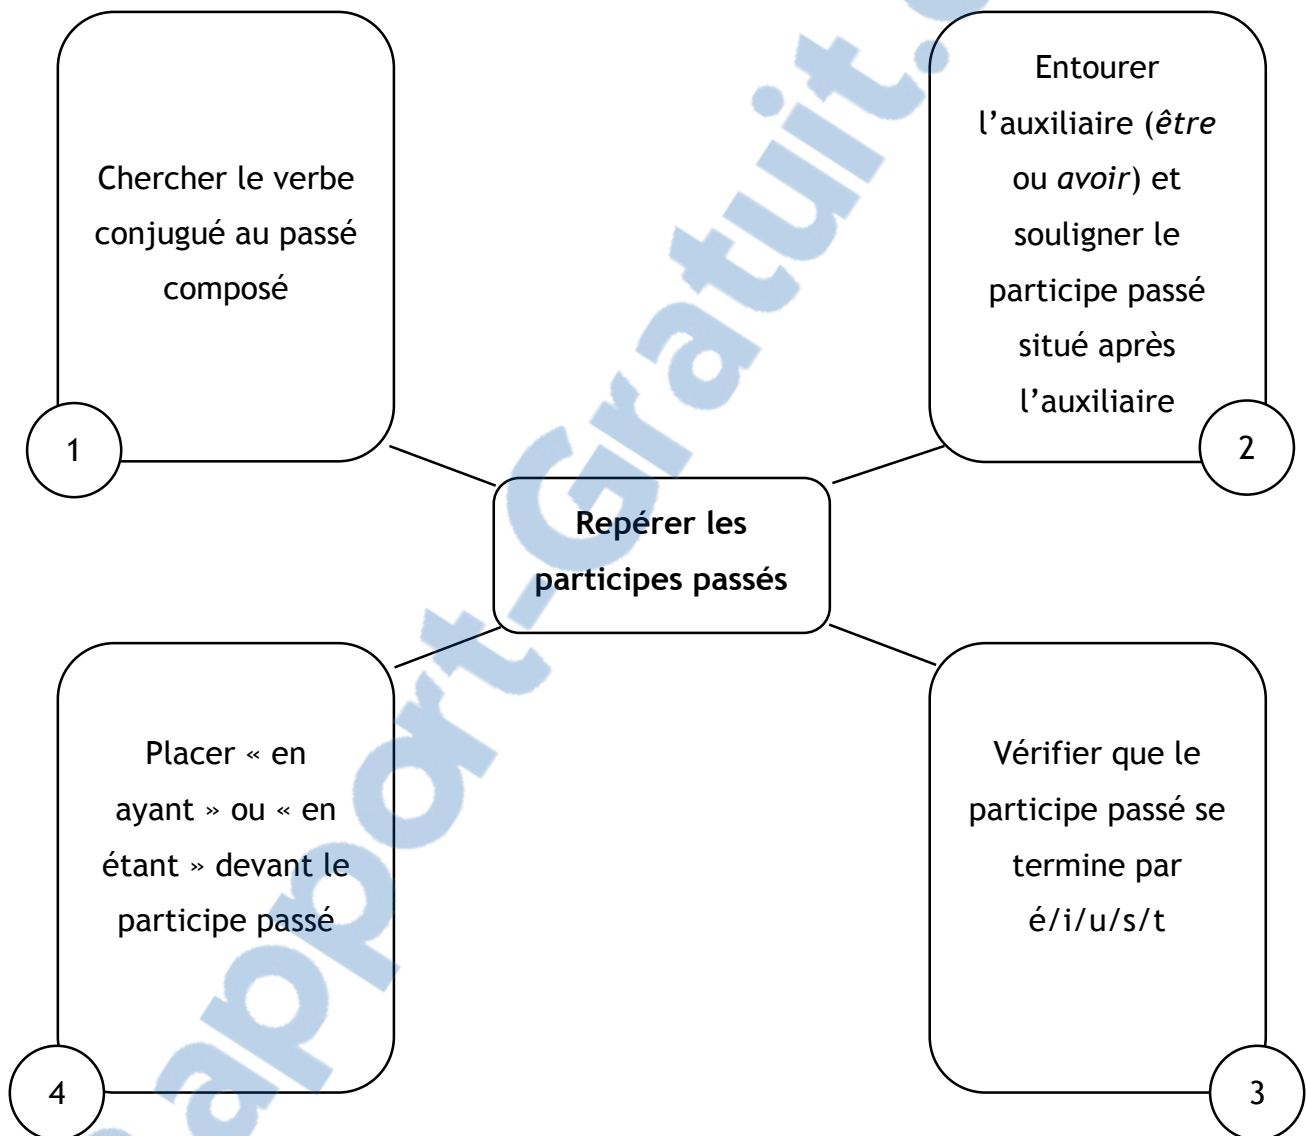 Chercher le verbe
conjugué au passé
composé
1
Entourer
l’auxiliaire (être
ou avoir) et
souligner le
participe passé
situé après
l’auxiliaire
2
Repérer les
participes passés
Placer « en
ayant » ou « en
étant » devant le
participe passé
4
Vérifier que le
participe passé se
termine par
é/i/u/s/t
3
apport-Gratuit.